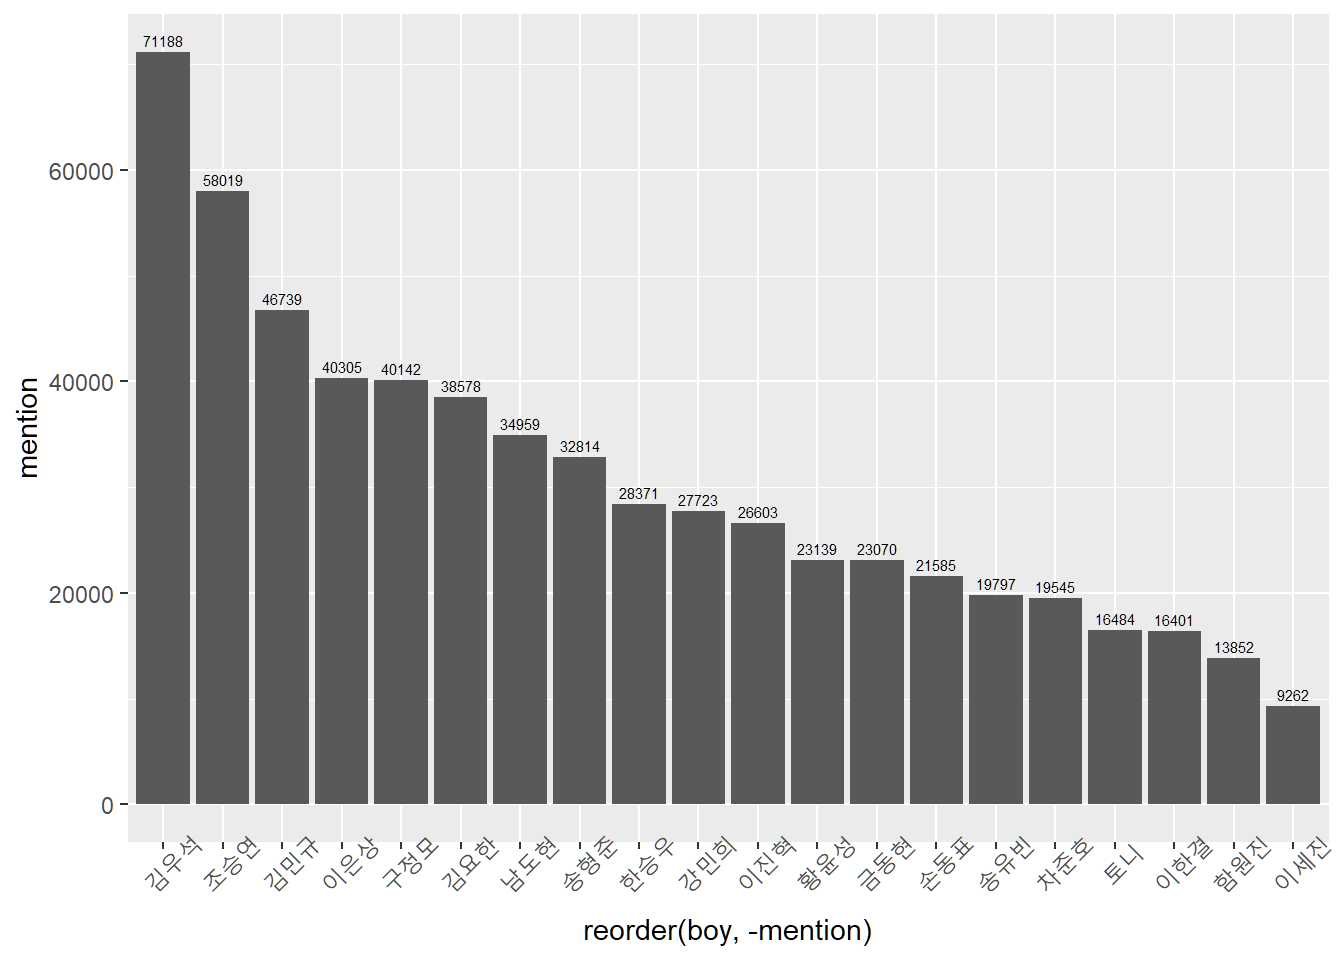 71188
58019
46739
40305
40142
38578
34959
32814
28371
27723
26603
23139
23070
21585
19797
19545
16484
16401
13852
9262
60000
40000
20000
0
mention
김우석
조승연
김민규
이은상
구정모
김요한
남도현
송형준
한승우
강민희
이진혁
황윤성
금동현
손동표
송유빈
차준호
토니
이한결
함원진
이세진
reorder(boy, -mention)